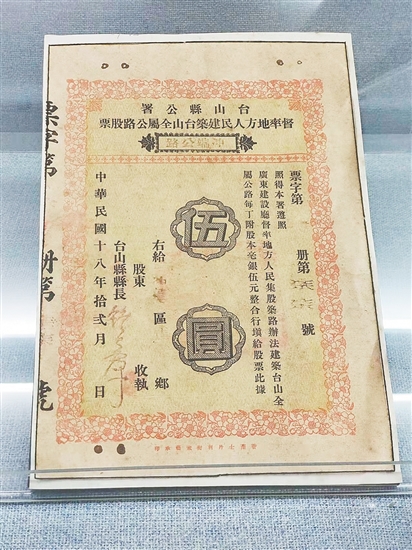 台山縣公署
督率地方人民建築台山全屬公路股票
票字第 册第 號
照得本署遵照
廣東建設廳督率地方人民集股築路辦法建築台山全
屬公路每丁附股本毫銀伍元整合行填給股票此據
伍
圓
右給 區 鄉
股東 收執
台山縣縣長
中華民國十八年拾弍月 日
票字第 册第 號